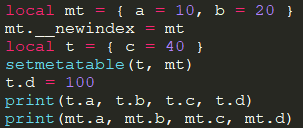 local mt = { a = 10, b = 20 }
mt.__newindex = mt
local t = { c = 40 }
setmetatable(t, mt)
t.d = 100
print(t.a, t.b, t.c, t.d)
print(mt.a, mt.b, mt.c, mt.d)